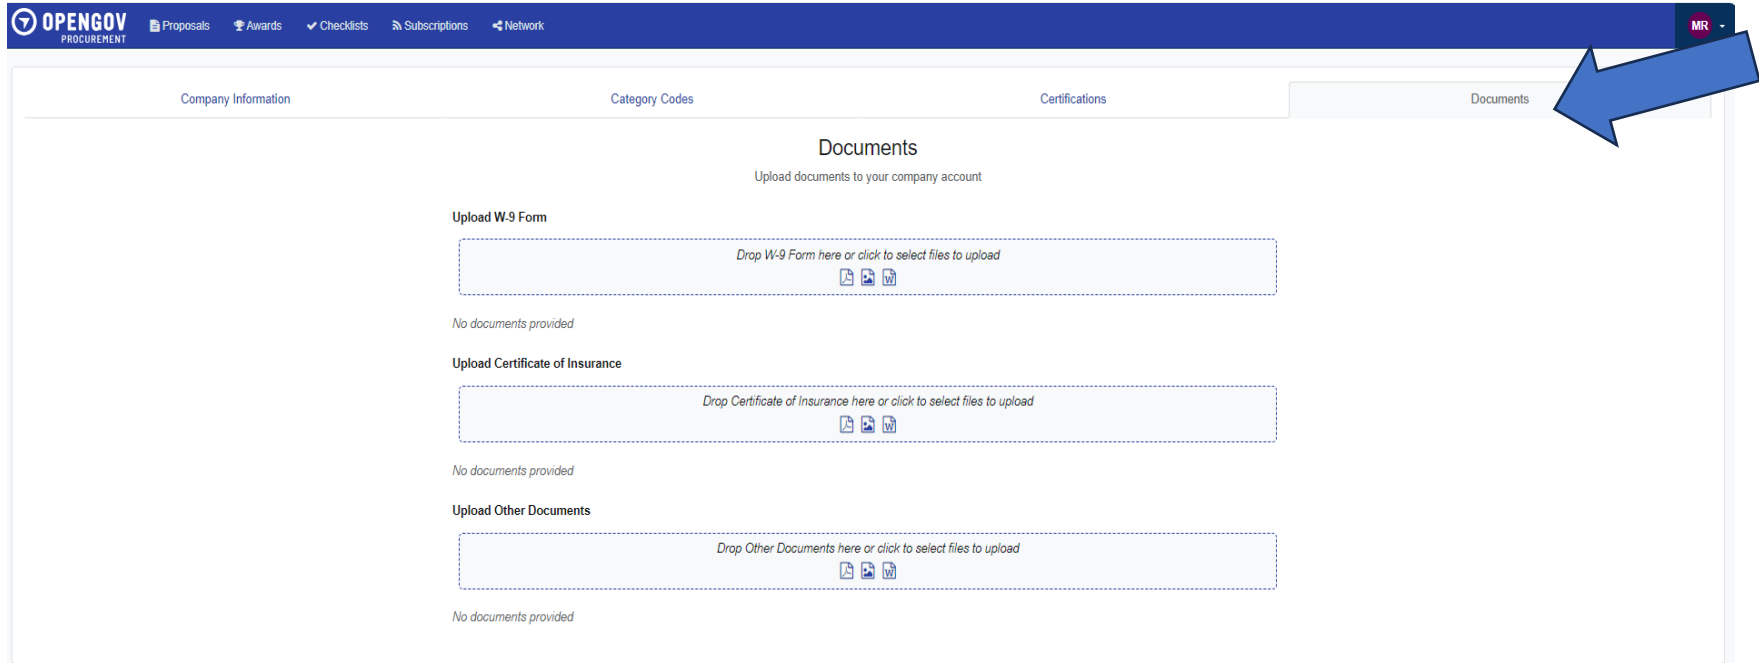 OPENGOV
PROCUREMENT
Proposals Awards Checklists Subscriptions Network
MR
Company Information Category Codes Certifications Documents
Documents
Upload documents to your company account
Upload W-9 Form
Drop W-9 Form here or click to select files to upload
No documents provided
Upload Certificate of Insurance
Drop Certificate of Insurance here or click to select files to upload
No documents provided
Upload Other Documents
Drop Other Documents here or click to select files to upload
No documents provided